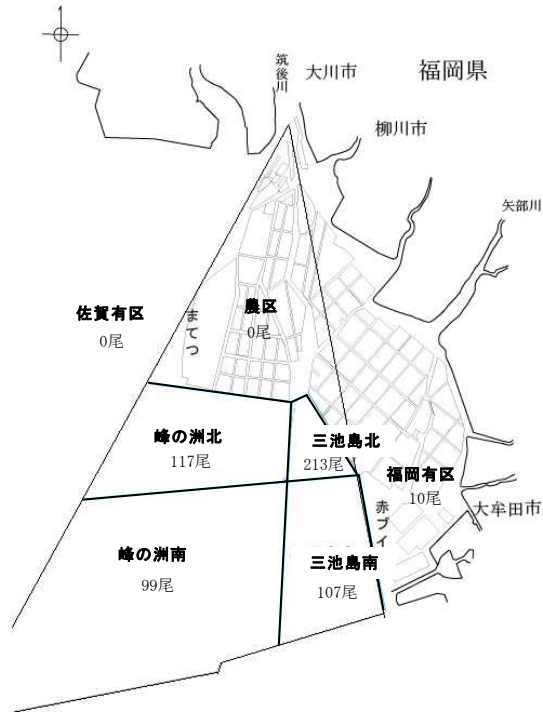 筑後川
大川市
福岡県
柳川市
矢部川
佐賀有区
0尾
まてつ
農区
0尾
峰の洲北
117尾
三池島北
213尾
福岡有区
10尾
赤ブイ
大牟田市
峰の洲南
99尾
三池島南
107尾